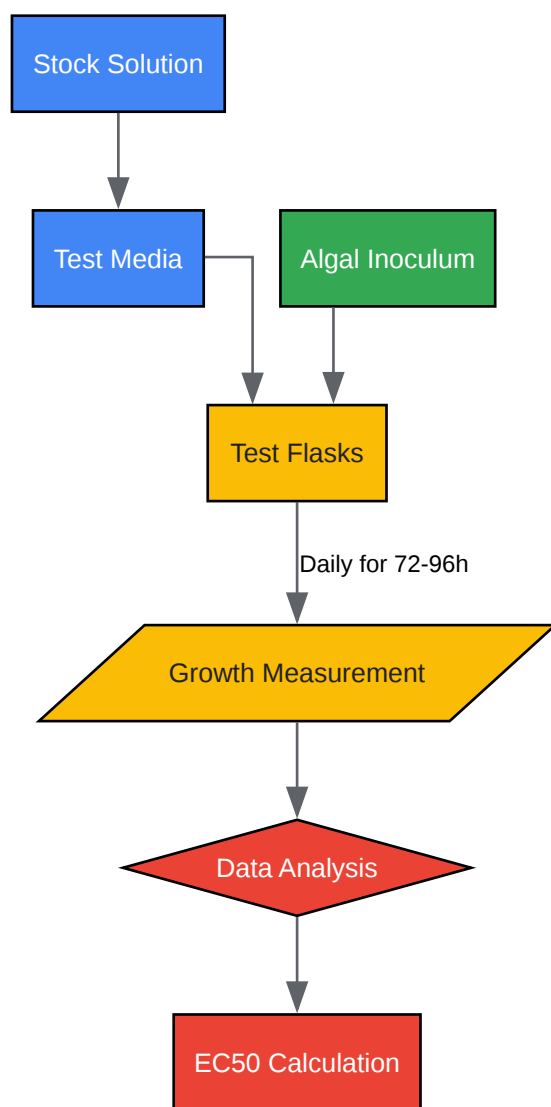 Stock Solution
Test Media
Algal Inoculum
Test Flasks
Daily for 72-96h
Growth Measurement
Data Analysis
EC50 Calculation